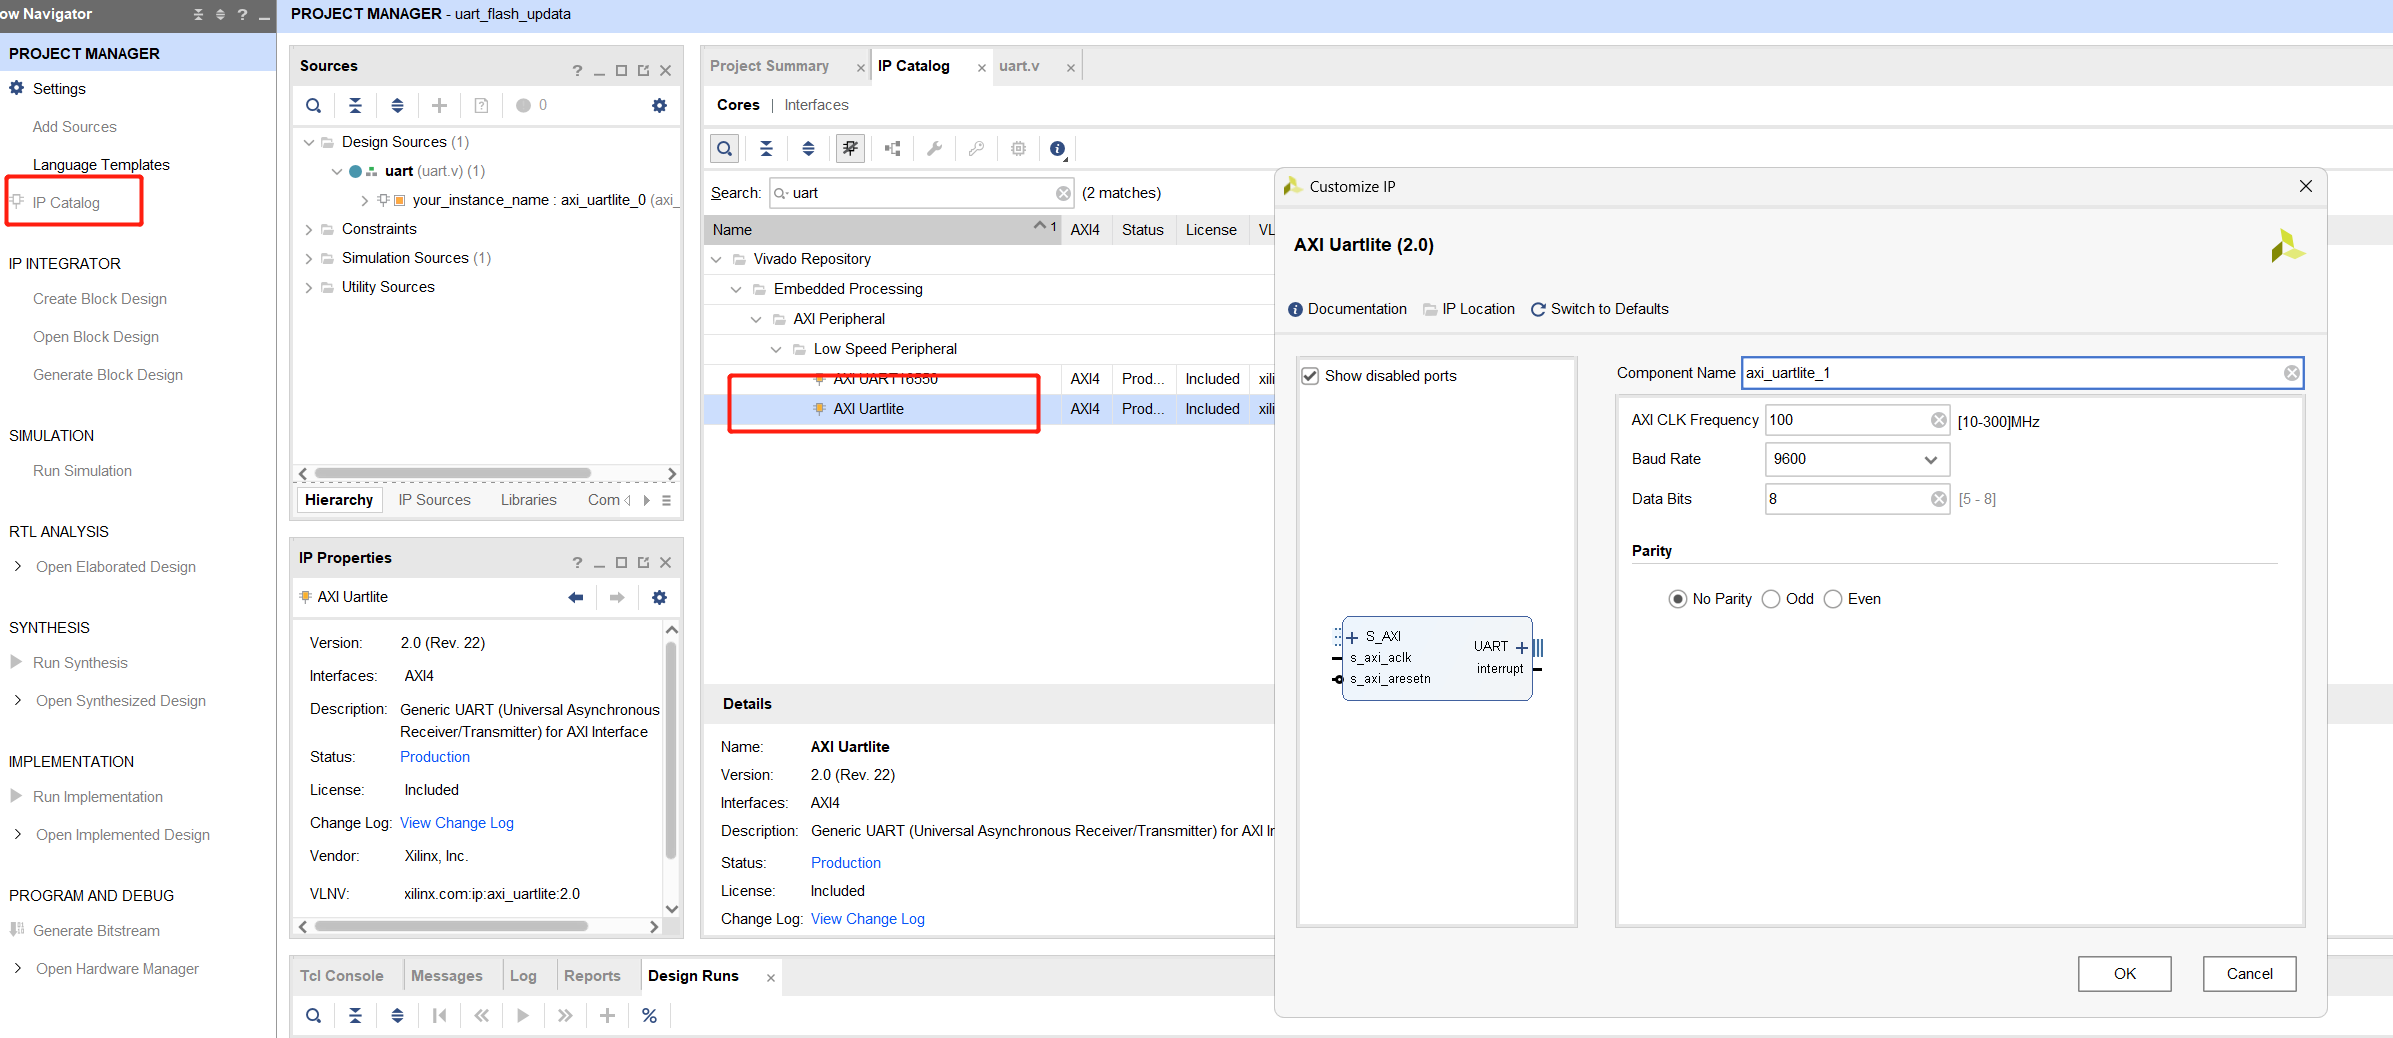 ow Navigator
PROJECT MANAGER
Settings
Add Sources
Language Templates
IP Catalog
IP INTEGRATOR
Create Block Design
Open Block Design
Generate Block Design
SIMULATION
Run Simulation
RTL ANALYSIS
Open Elaborated Design
SYNTHESIS
Run Synthesis
Open Synthesized Design
IMPLEMENTATION
Run Implementation
Open Implemented Design
PROGRAM AND DEBUG
Generate Bitstream
Open Hardware Manager
PROJECT MANAGER - uart_flash_updata
Sources
0
Design Sources (1)
uart (uart.v) (1)
your_instance_name : axi_uartlite_0 (axi_
Constraints
Simulation Sources (1)
Utility Sources
Hierarchy IP Sources Libraries Com
IP Properties
AXI Uartlite
Version: 2.0 (Rev. 22)
Interfaces: AXI4
Description: Generic UART (Universal Asynchronous
Receiver/Transmitter) for AXI Interface
Status: Production
License: Included
Change Log: View Change Log
Vendor: Xilinx, Inc.
VLNV: xilinx.com:ip:axi_uartlite:2.0
Project Summary IP Catalog uart.v
Cores | Interfaces
Search: uart (2 matches)
Name 1 AXI4 Status License VL
Vivado Repository
Embedded Processing
AXI Peripheral
Low Speed Peripheral
AXI UART16550 AXI4 Prod... Included xili
AXI Uartlite AXI4 Prod... Included xili
Details
Name: AXI Uartlite
Version: 2.0 (Rev. 22)
Interfaces: AXI4
Description: Generic UART (Universal Asynchronous Receiver/Transmitter) for AXI Ir
Status: Production
License: Included
Change Log: View Change Log
Tcl Console Messages Log Reports Design Runs
Customize IP
AXI Uartlite (2.0)
Documentation IP Location Switch to Defaults
Show disabled ports
S_AXI
s_axi_aclk
s_axi_aresetn
UART
interrupt
Component Name axi_uartlite_1
AXI CLK Frequency 100 [10-300]MHz
Baud Rate 9600
Data Bits 8 [5 - 8]
Parity
No Parity Odd Even
OK Cancel